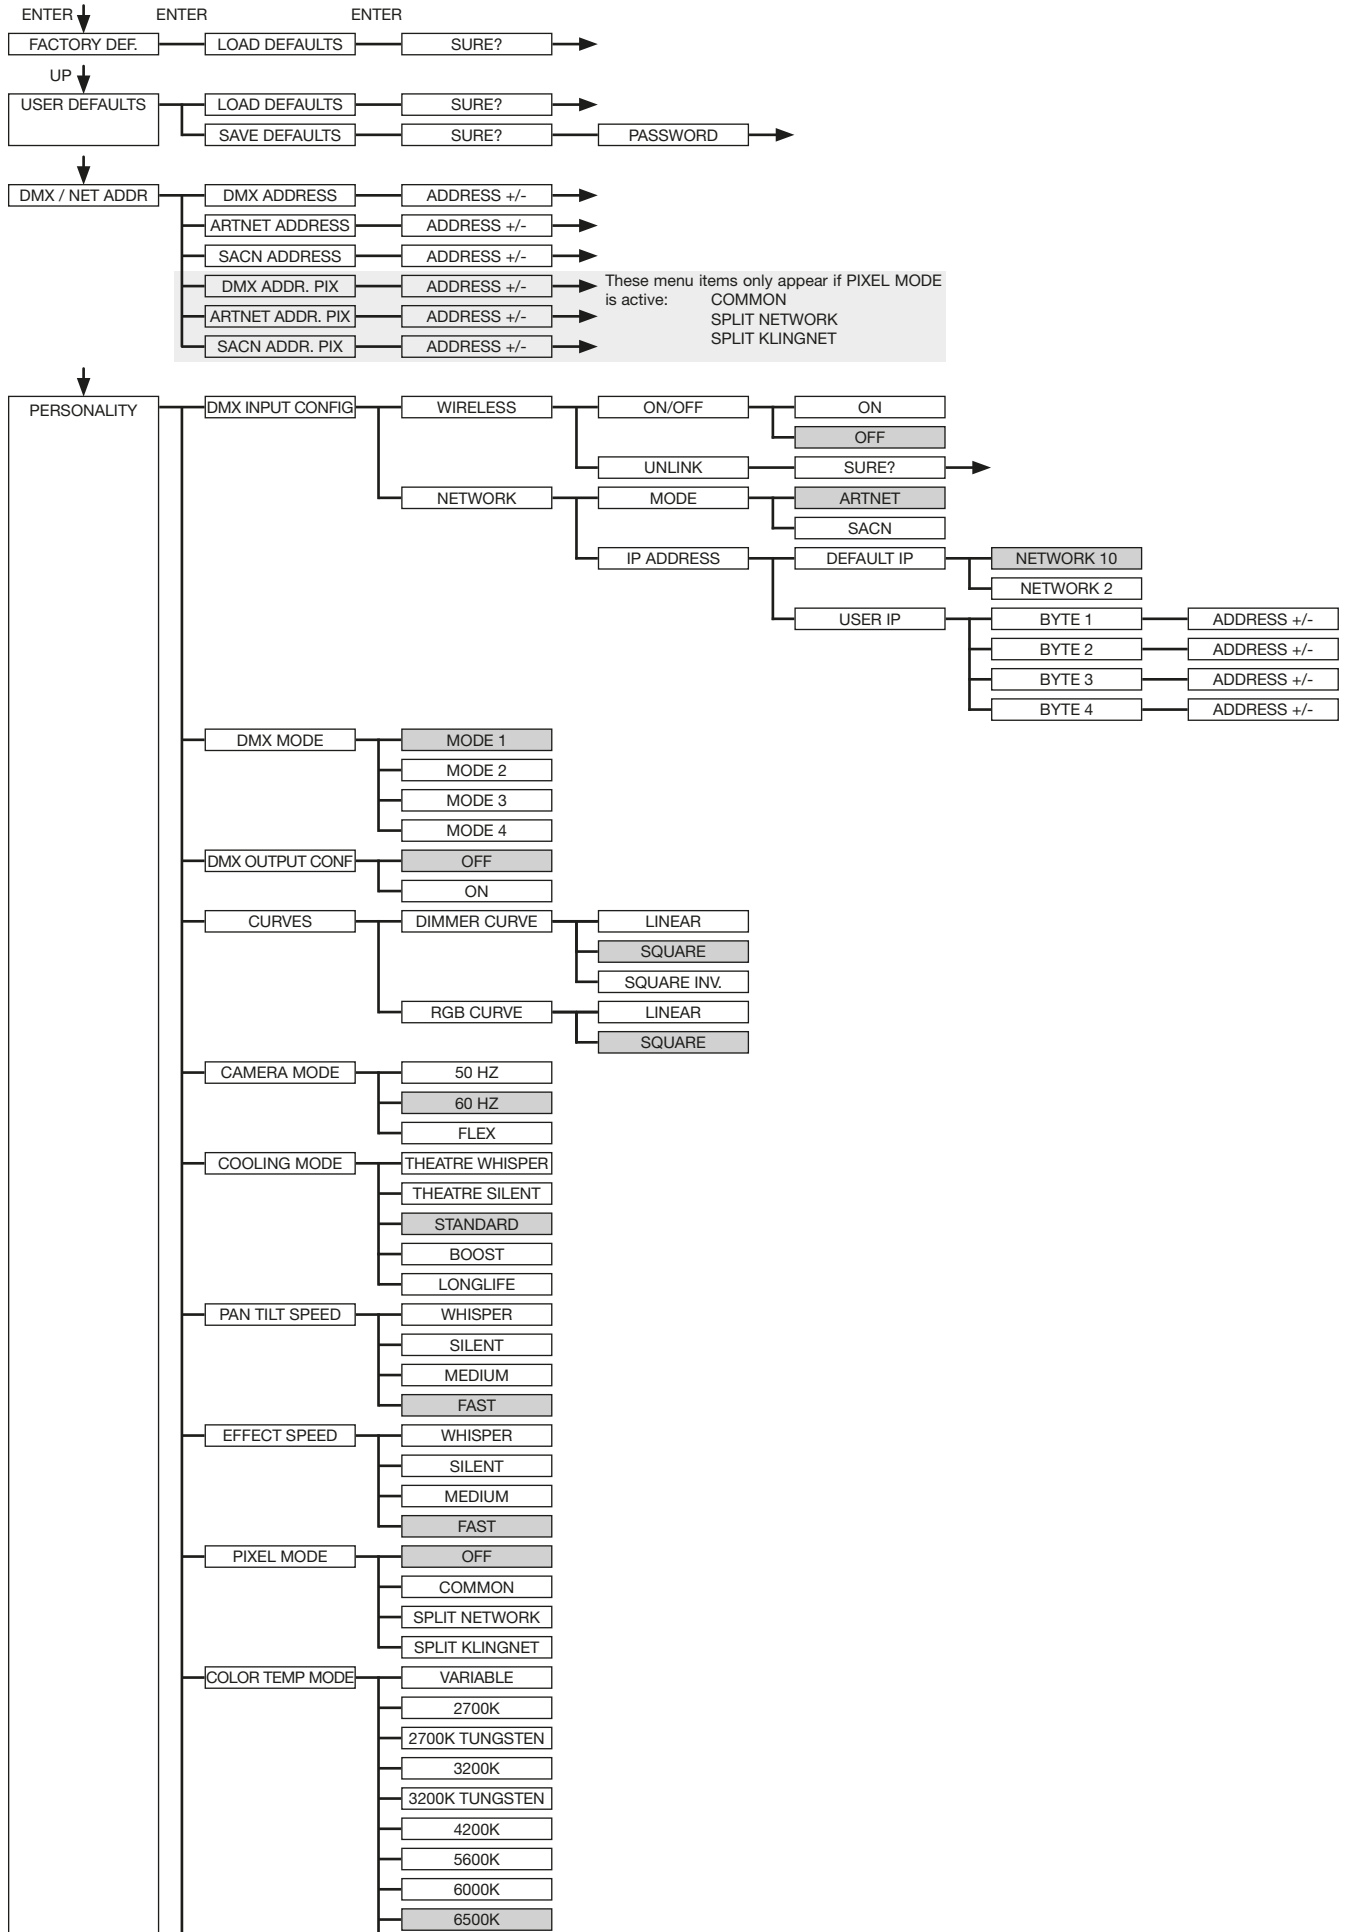 ENTER ENTER ENTER
FACTORY DEF. LOAD DEFAULTS SURE?
UP
USER DEFAULTS LOAD DEFAULTS SURE?
SAVE DEFAULTS SURE? PASSWORD
DMX / NET ADDR DMX ADDRESS ADDRESS +/-
ARTNET ADDRESS ADDRESS +/-
SACN ADDRESS ADDRESS +/-
DMX ADDR. PIX ADDRESS +/- These menu items only appear if PIXEL MODE
is active: COMMON
ARTNET ADDR. PIX ADDRESS +/- SPLIT NETWORK
SACN ADDR. PIX ADDRESS +/- SPLIT KLINGNET
PERSONALITY DMX INPUT CONFIG WIRELESS ON/OFF ON
OFF
UNLINK SURE?
NETWORK MODE ARTNET
SACN
IP ADDRESS DEFAULT IP NETWORK 10
NETWORK 2
USER IP BYTE 1 ADDRESS +/-
BYTE 2 ADDRESS +/-
BYTE 3 ADDRESS +/-
BYTE 4 ADDRESS +/-
DMX MODE MODE 1
MODE 2
MODE 3
MODE 4
DMX OUTPUT CONF OFF
ON
CURVES DIMMER CURVE LINEAR
SQUARE
SQUARE INV.
RGB CURVE LINEAR
SQUARE
CAMERA MODE 50 HZ
60 HZ
FLEX
COOLING MODE THEATRE WHISPER
THEATRE SILENT
STANDARD
BOOST
LONGLIFE
PAN TILT SPEED WHISPER
SILENT
MEDIUM
FAST
EFFECT SPEED WHISPER
SILENT
MEDIUM
FAST
PIXEL MODE OFF
COMMON
SPLIT NETWORK
SPLIT KLINGNET
COLOR TEMP MODE VARIABLE
2700K
2700K TUNGSTEN
3200K
3200K TUNGSTEN
4200K
5600K
6000K
6500K